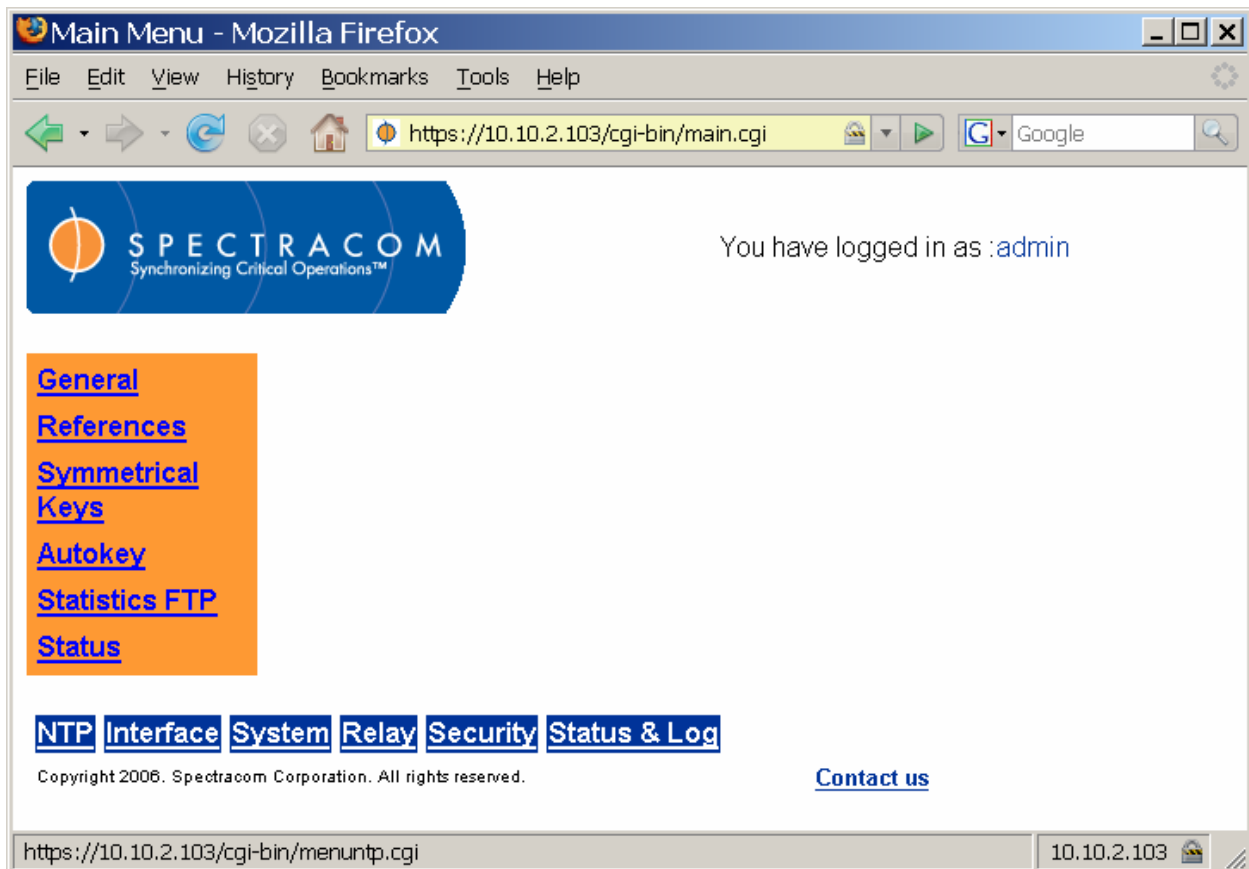 Main Menu - Mozilla Firefox
File Edit View History Bookmarks Tools Help
https://10.10.2.103/cgi-bin/main.cgi G Google
SPECTRACOM
Synchronizing Critical Operations™
You have logged in as :admin
General
References
Symmetrical
Keys
Autokey
Statistics FTP
Status
NTP Interface System Relay Security Status & Log
Copyright 2006. Spectracom Corporation. All rights reserved. Contact us
https://10.10.2.103/cgi-bin/menuntp.cgi 10.10.2.103